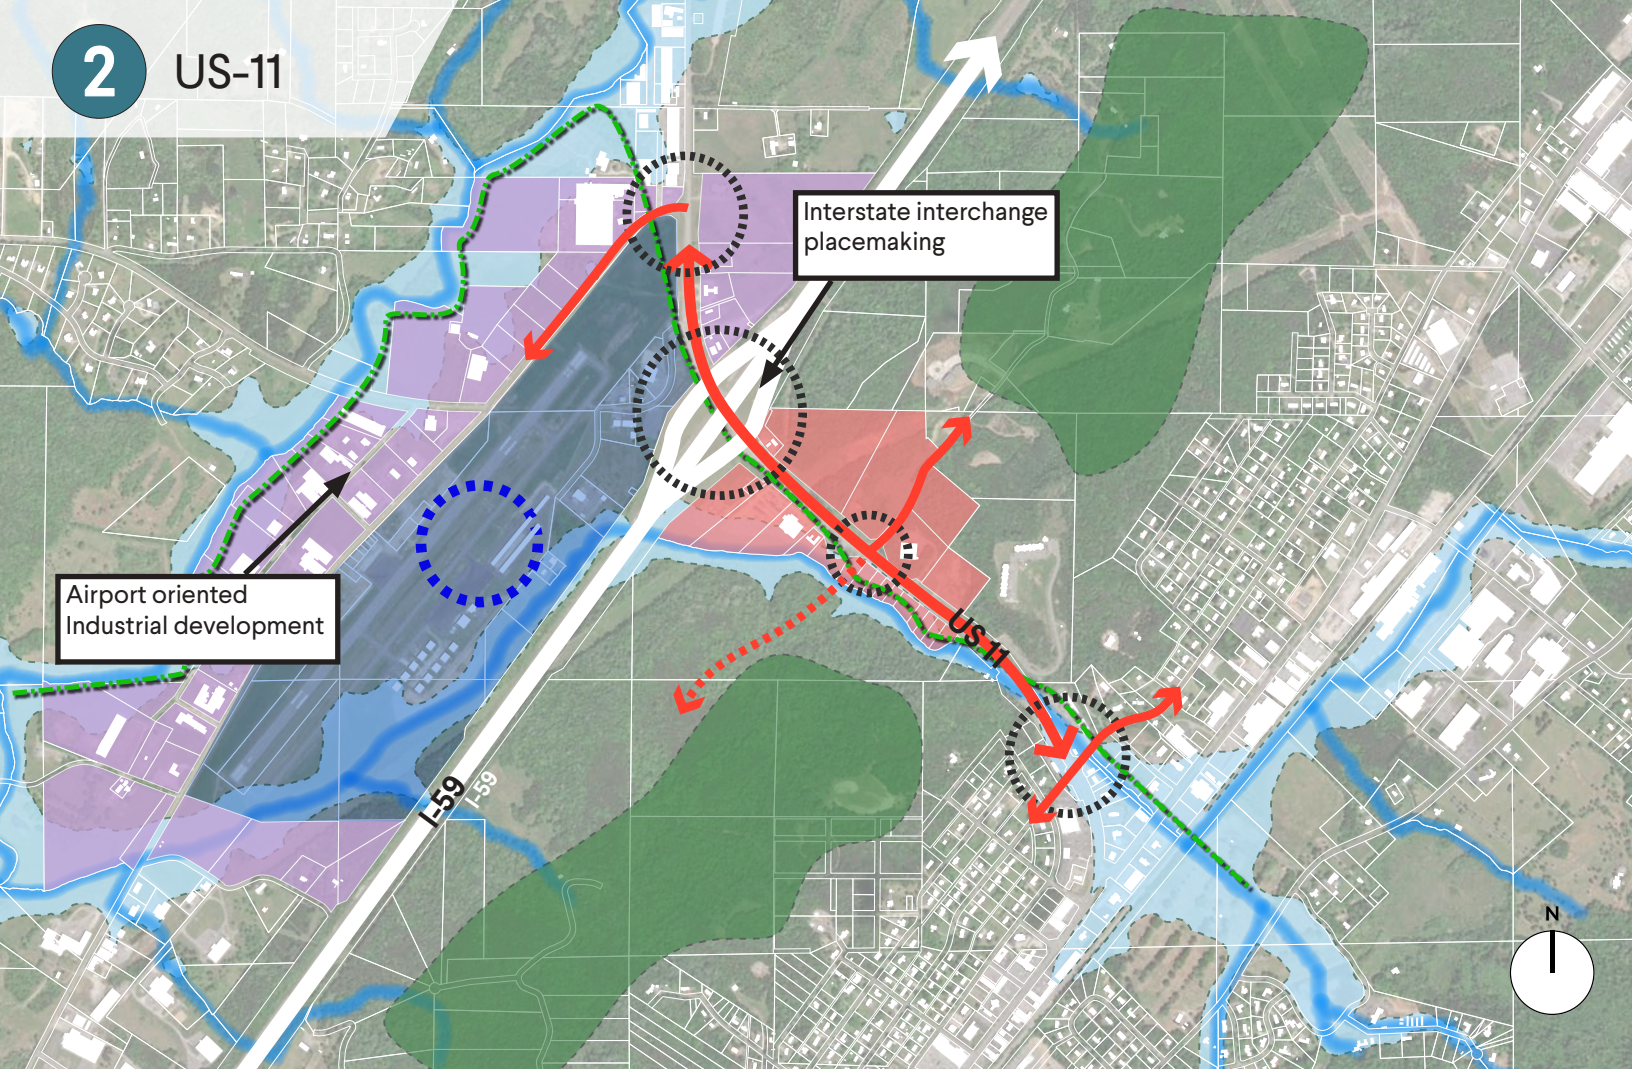 2
US-11
Interstate interchange
placemaking
Airport oriented
Industrial development
US 11
I-59
I-59
N